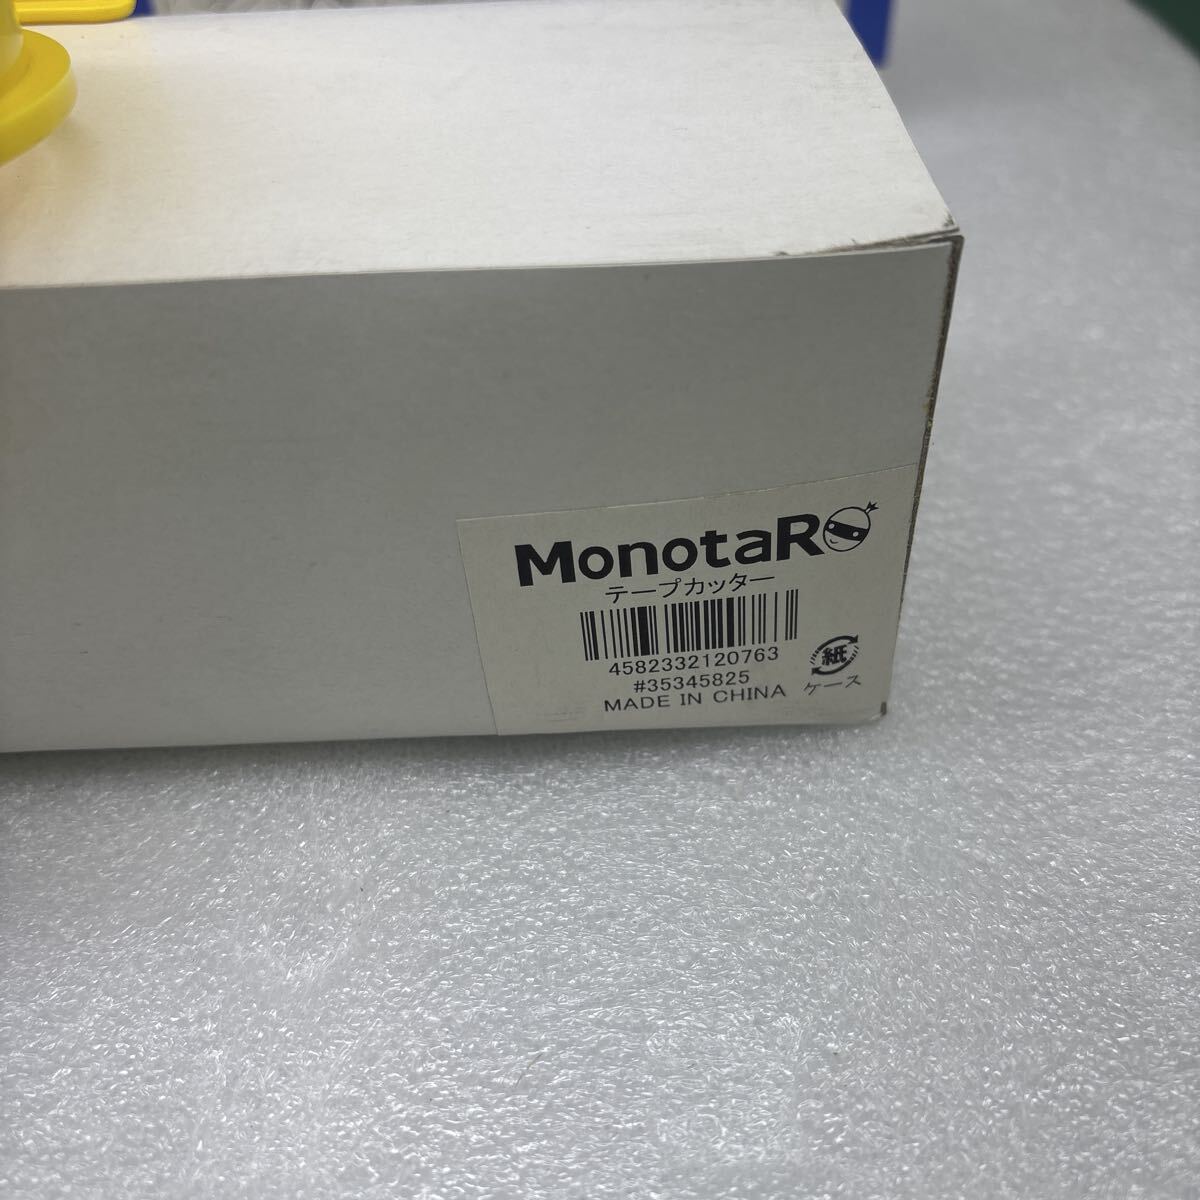 MonotaRO
テープカッター
4582332120763
#35345825
MADE IN CHINA
紙
ケース